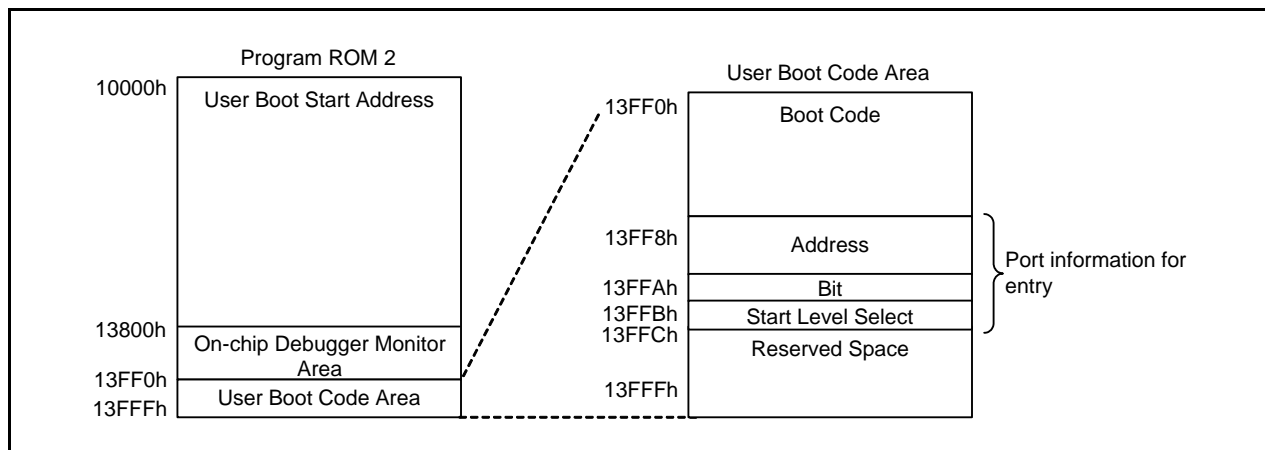 Program ROM 2
10000h
User Boot Start Address
13800h
On-chip Debugger Monitor
Area
13FF0h
User Boot Code Area
13FFFh
User Boot Code Area
13FF0h
Boot Code
13FF8h
Address
13FFAh
Bit
13FFBh
Start Level Select
13FFCh
Reserved Space
13FFFh
Port information for
entry